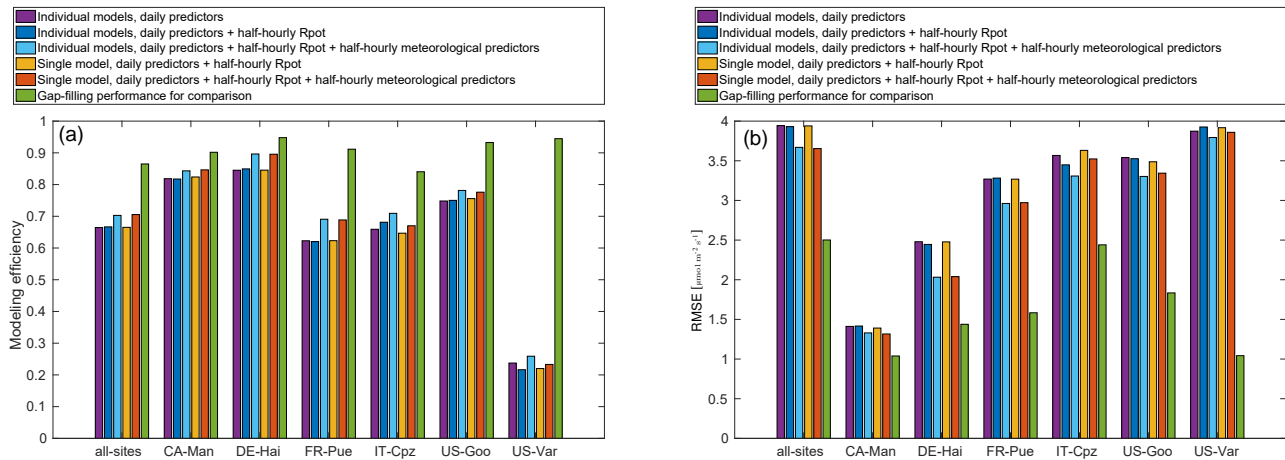 Individual models, daily predictors
Individual models, daily predictors + half-hourly Rpot
Individual models, daily predictors + half-hourly Rpot + half-hourly meteorological predictors
Single model, daily predictors + half-hourly Rpot
Single model, daily predictors + half-hourly Rpot + half-hourly meteorological predictors
Gap-filling performance for comparison
(a)
Modeling efficiency
1
0.9
0.8
0.7
0.6
0.5
0.4
0.3
0.2
0.1
0
all-sites CA-Man DE-Hai FR-Pue IT-Cpz US-Goo US-Var
Individual models, daily predictors
Individual models, daily predictors + half-hourly Rpot
Individual models, daily predictors + half-hourly Rpot + half-hourly meteorological predictors
Single model, daily predictors + half-hourly Rpot
Single model, daily predictors + half-hourly Rpot + half-hourly meteorological predictors
Gap-filling performance for comparison
(b)
RMSE [μmol m⁻² s⁻¹]
4
3.5
3
2.5
2
1.5
1
0.5
0
all-sites CA-Man DE-Hai FR-Pue IT-Cpz US-Goo US-Var